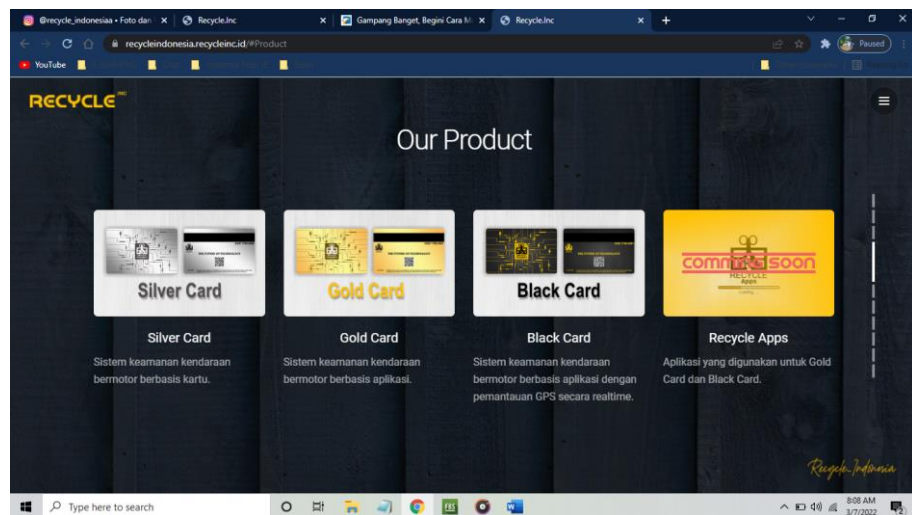 @recycle_indonesiaa • Foto dan
Recycle.Inc
Gampang Banget, Begini Cara M
Recycle.Inc
recycleindonesia.recycleinc.id/#Product
Paused
YouTube
RECYCLE INC
Our Product
Silver Card
Gold Card
Black Card
COMMING SOON
RECYCLE
Apps
Silver Card
Gold Card
Black Card
Recycle Apps
Sistem keamanan kendaraan
bermotor berbasis kartu.
Sistem keamanan kendaraan
bermotor berbasis aplikasi.
Sistem keamanan kendaraan
bermotor berbasis aplikasi dengan
pemantauan GPS secara realtime.
Aplikasi yang digunakan untuk Gold
Card dan Black Card.
Recycle Indonesia
Type here to search
8:08 AM
3/7/2022